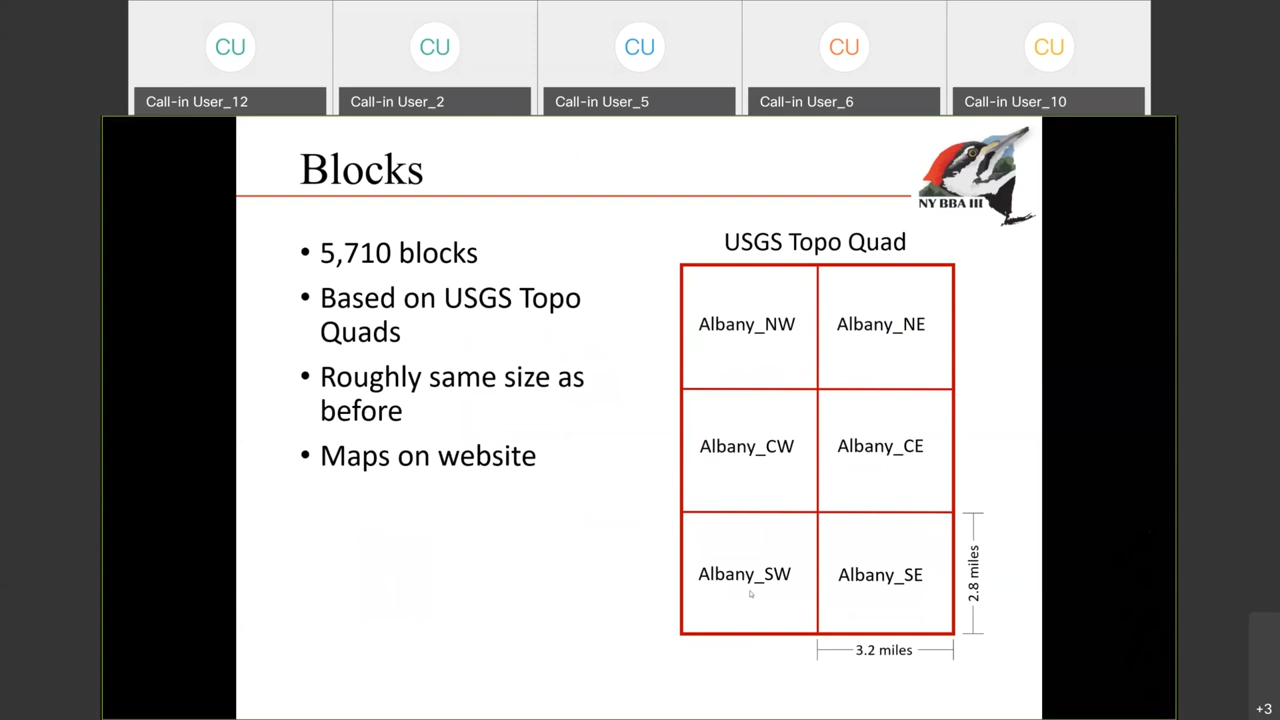 CU CU CU CU CU
Call-in User_12 Call-in User_2 Call-in User_5 Call-in User_6 Call-in User_10
Blocks
NY BBA III
• 5,710 blocks
• Based on USGS Topo
Quads
• Roughly same size as
before
• Maps on website
USGS Topo Quad
Albany_NW Albany_NE
Albany_CW Albany_CE
Albany_SW Albany_SE
2.8 miles
3.2 miles
+3